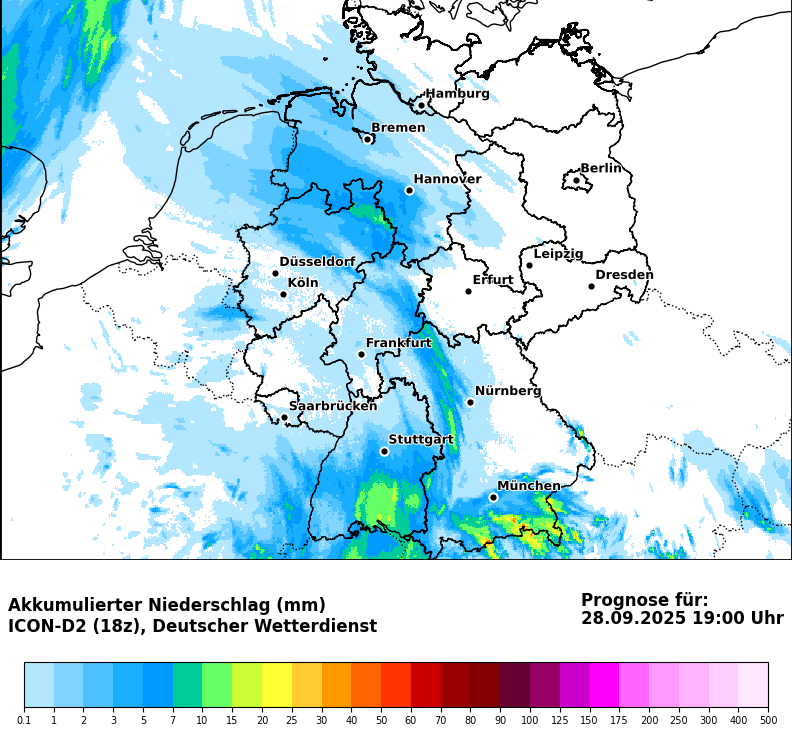 Hamburg
Bremen
Berlin
Hannover
Leipzig
Düsseldorf
Dresden
Erfurt
Köln
Frankfurt
Nürnberg
Saarbrücken
Stuttgart
München
Akkumulierter Niederschlag (mm)
ICON-D2 (18z), Deutscher Wetterdienst
Prognose für:
28.09.2025 19:00 Uhr
0.1 1 2 3 5 7 10 15 20 25 30 40 50 60 70 80 90 100 125 150 175 200 250 300 400 500